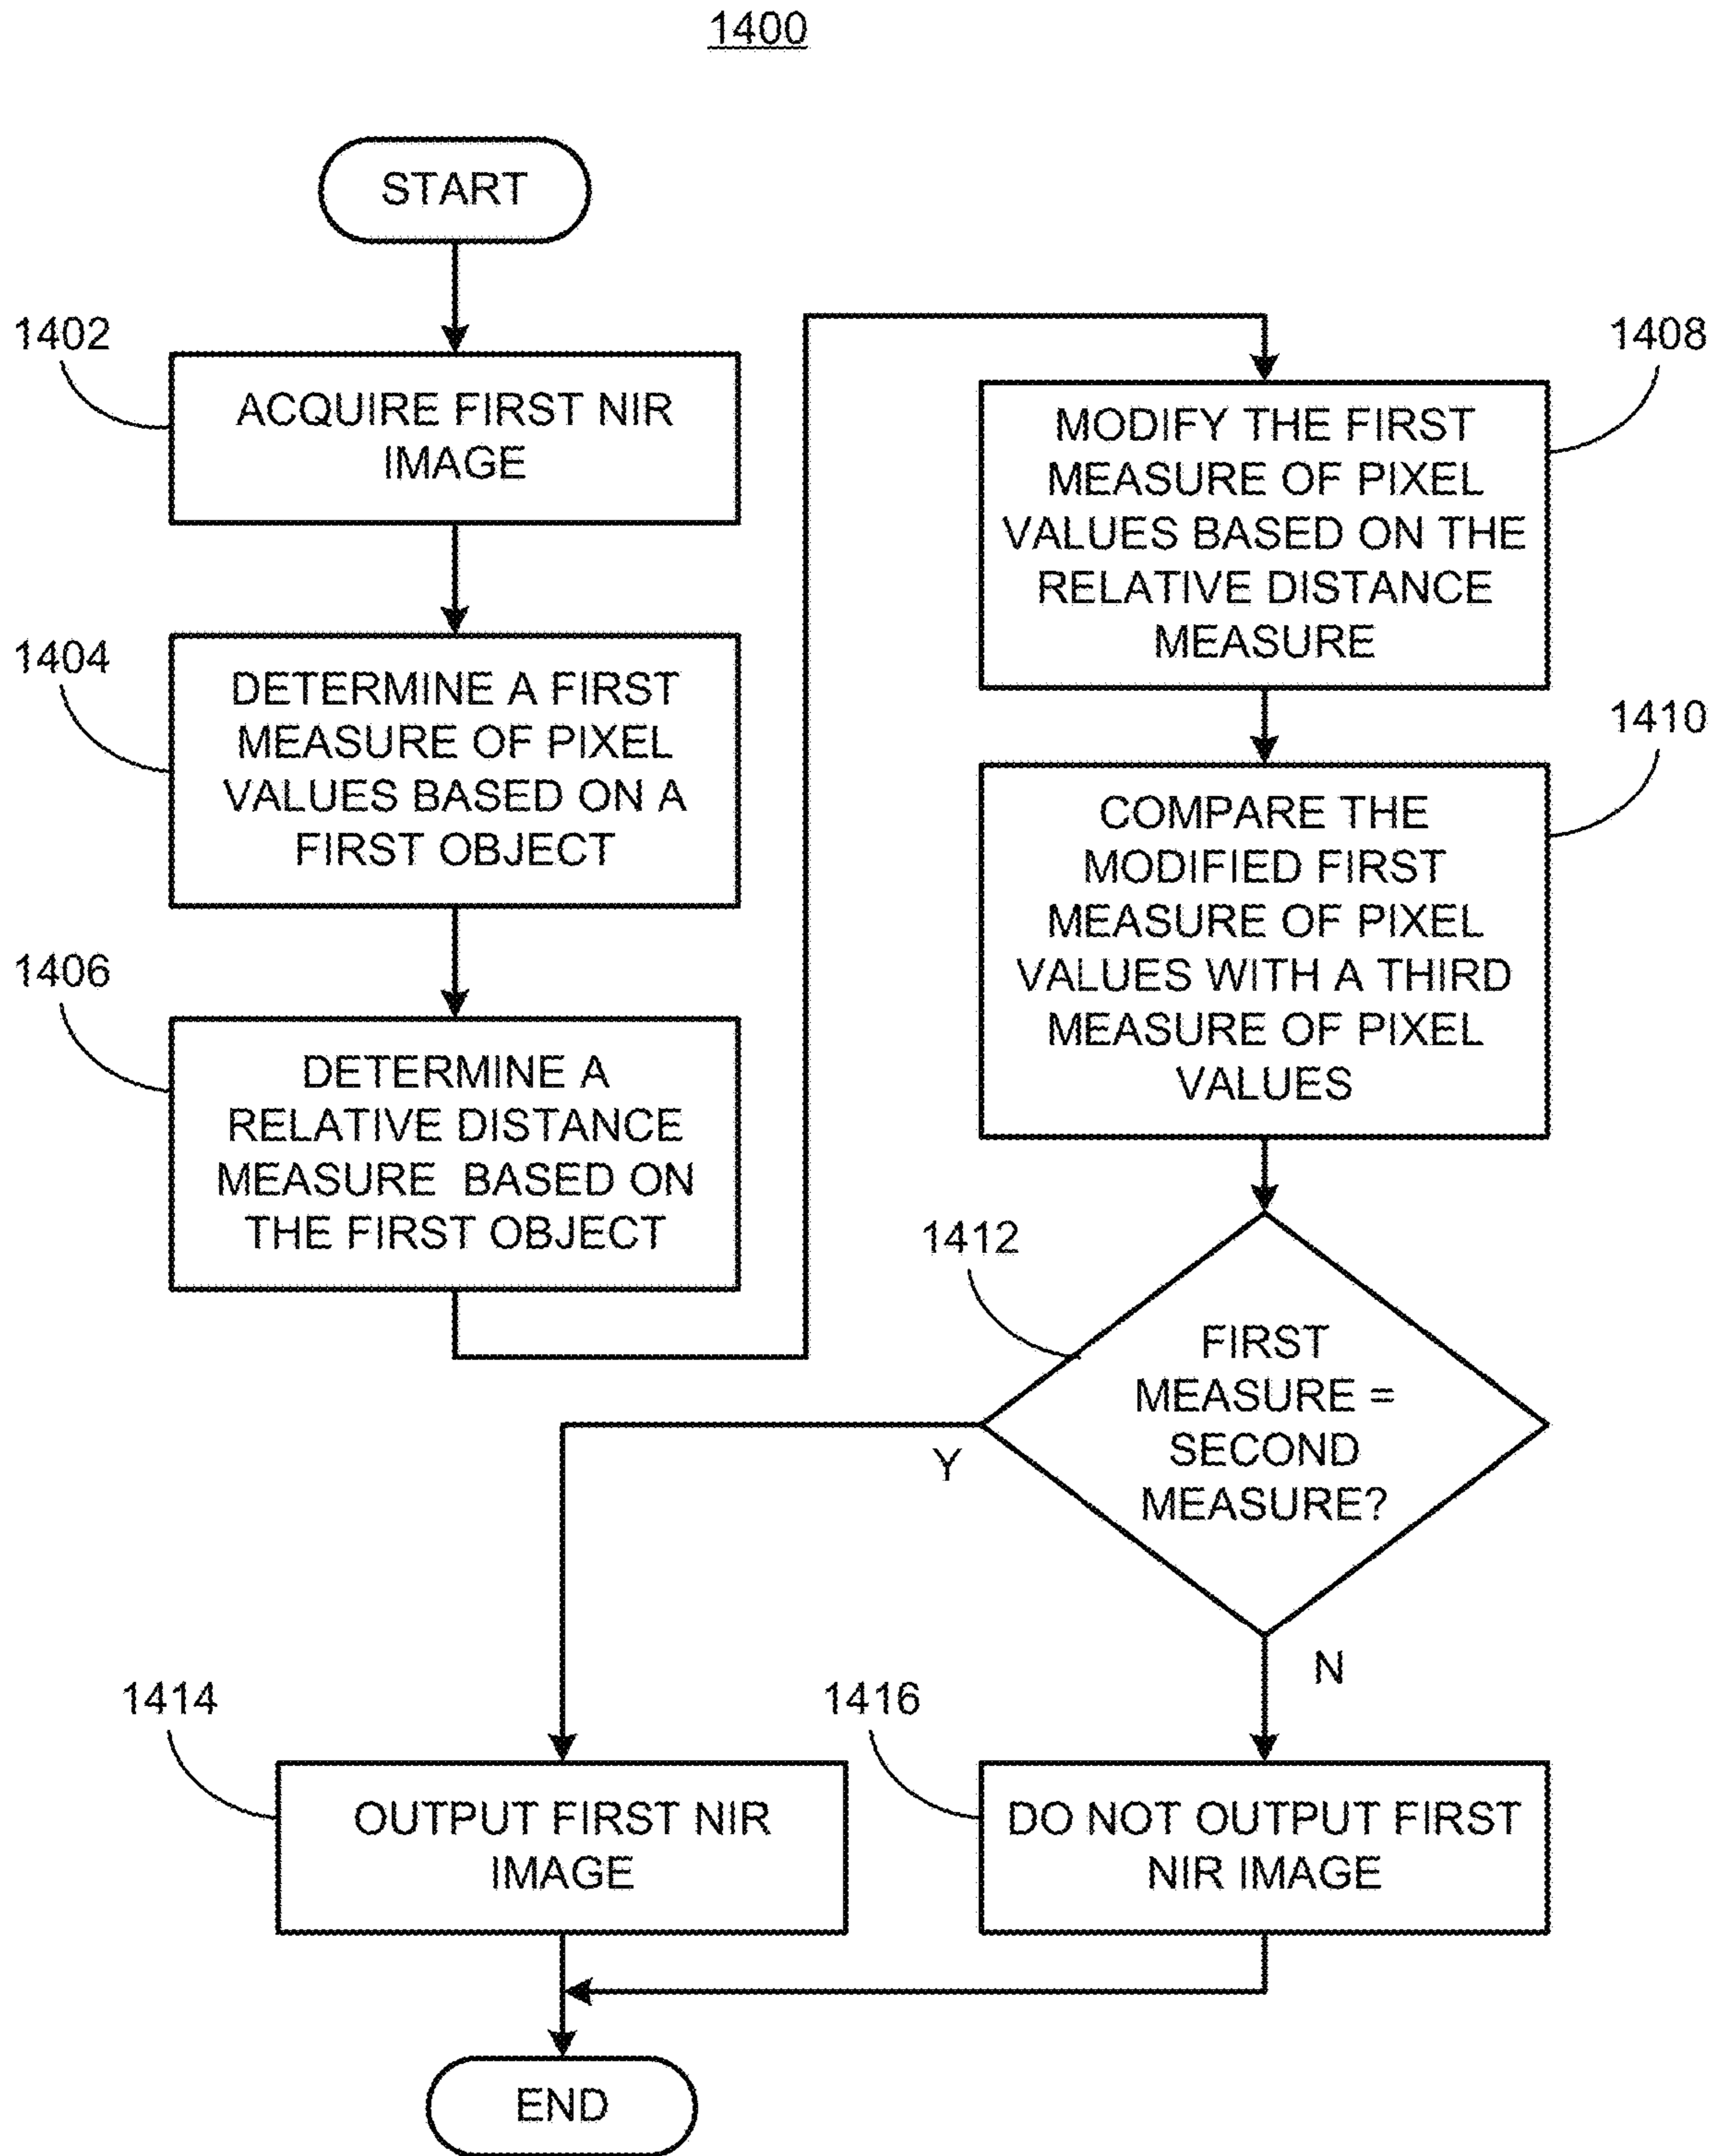 1400
START
1402
ACQUIRE FIRST NIR
IMAGE
1404
DETERMINE A FIRST
MEASURE OF PIXEL
VALUES BASED ON A
FIRST OBJECT
1406
DETERMINE A
RELATIVE DISTANCE
MEASURE BASED ON
THE FIRST OBJECT
1408
MODIFY THE FIRST
MEASURE OF PIXEL
VALUES BASED ON THE
RELATIVE DISTANCE
MEASURE
1410
COMPARE THE
MODIFIED FIRST
MEASURE OF PIXEL
VALUES WITH A THIRD
MEASURE OF PIXEL
VALUES
1412
FIRST
MEASURE =
SECOND
MEASURE?
Y
N
1414
OUTPUT FIRST NIR
IMAGE
1416
DO NOT OUTPUT FIRST
NIR IMAGE
END